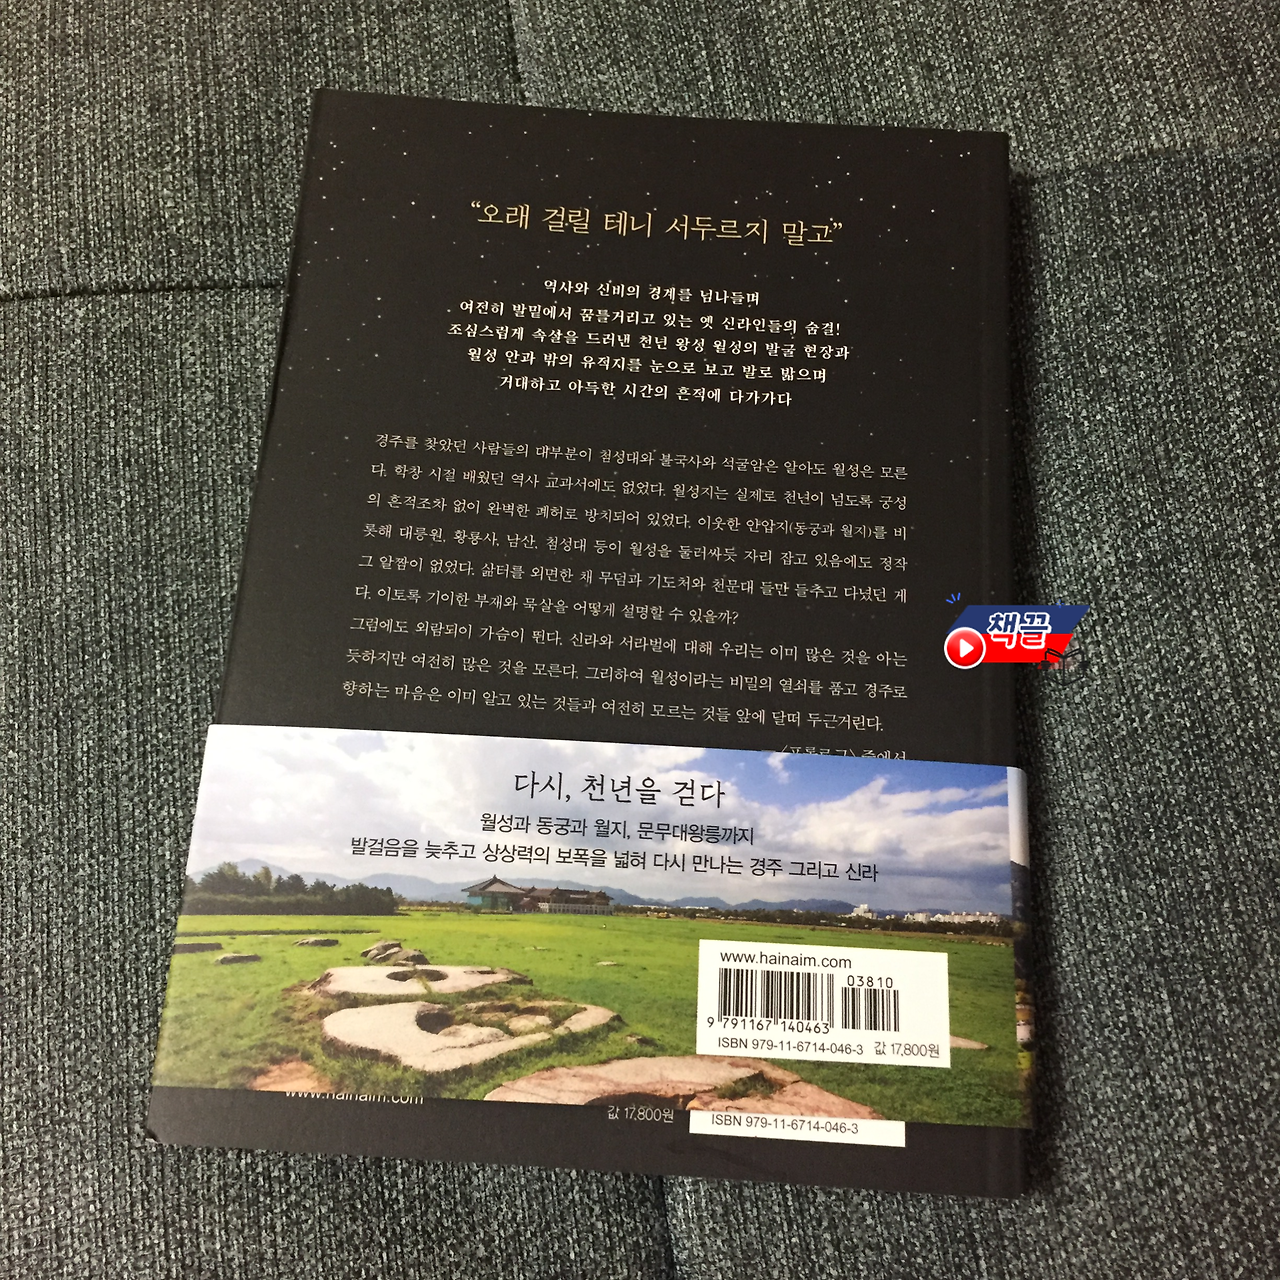 “오래 걸릴 테니 서두르지 말고”
역사와 신비의 경계를 넘나들며
여전히 발밑에서 꿈틀거리고 있는 옛 신라인들의 숨결!
조심스럽게 속살을 드러낸 천년 왕성 월성의 발굴 현장과
월성 안과 밖의 유적지를 눈으로 보고 발로 밟으며
거대하고 아득한 시간의 흔적에 다가가다
경주를 찾았던 사람들의 대부분이 첨성대와 불국사와 석굴암은 알아도 월성은 모른
다. 학창 시절 배웠던 역사 교과서에도 없었다. 월성지는 실제로 천년이 넘도록 궁성
의 흔적조차 없이 완벽한 폐허로 방치되어 있었다. 이웃한 안압지(동궁과 월지)를 비
롯해 대릉원, 황룡사, 남산, 첨성대 등이 월성을 둘러싸듯 자리 잡고 있음에도 정작
그 알짬이 없었다. 삶터를 외면한 채 무덤과 기도처와 천문대 들만 들추고 다녔던 게
다. 이토록 기이한 부재와 묵살을 어떻게 설명할 수 있을까?
그럼에도 외람되이 가슴이 뛴다. 신라와 서라벌에 대해 우리는 이미 많은 것을 아는
듯하지만 여전히 많은 것을 모른다. 그리하여 월성이라는 비밀의 열쇠를 품고 경주로
향하는 마음은 이미 알고 있는 것들과 여전히 모르는 것들 앞에 달떠 두근거린다.
―〈프롤로그〉 중에서
책끌
다시, 천년을 걷다
월성과 동궁과 월지, 문무대왕릉까지
발걸음을 늦추고 상상력의 보폭을 넓혀 다시 만나는 경주 그리고 신라
www.hainaim.com
03810
9 791167 140463
ISBN 979-11-6714-046-3 값 17,800원
www.hainaim.com
값 17,800원
ISBN 979-11-6714-046-3